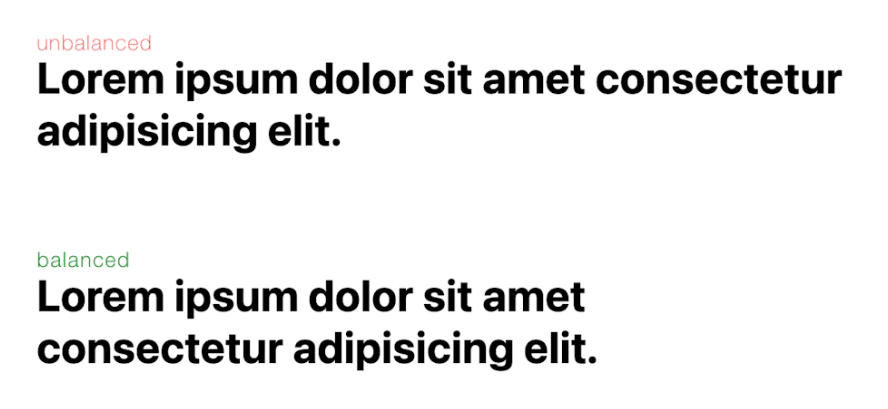 unbalanced
Lorem ipsum dolor sit amet consectetur
adipisicing elit.
balanced
Lorem ipsum dolor sit amet
consectetur adipisicing elit.